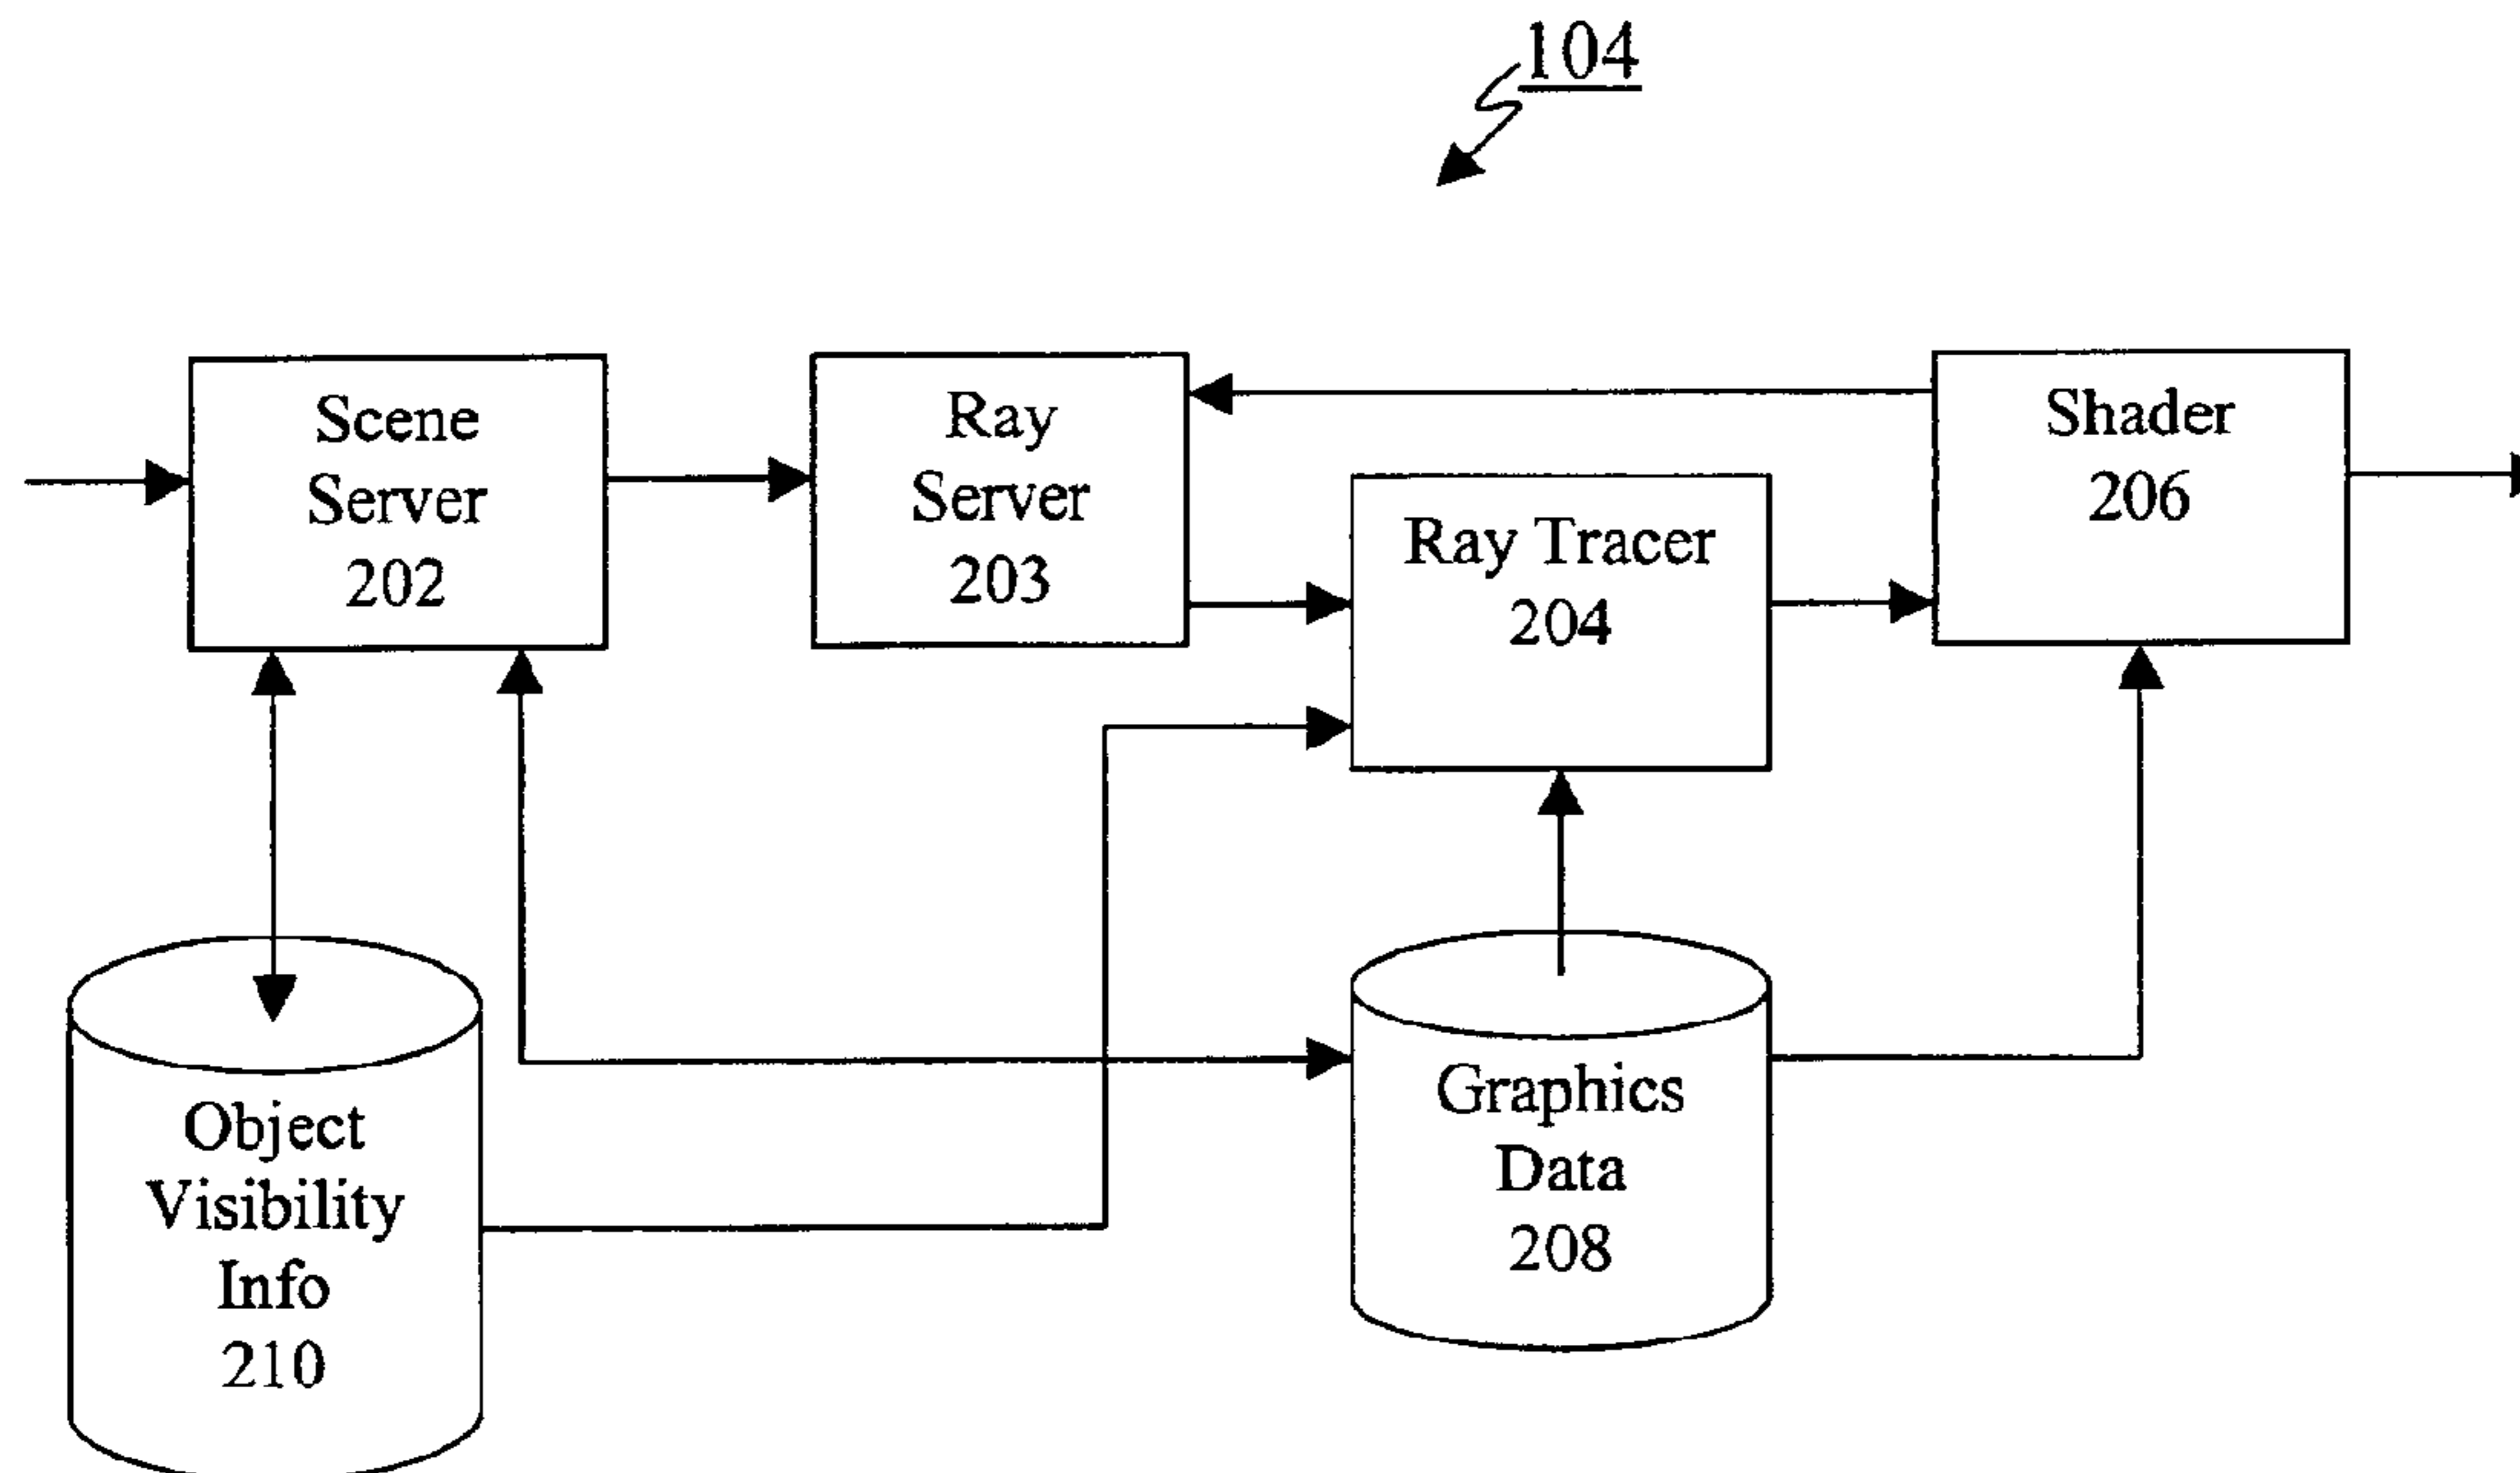 104
Scene
Server
202
Ray
Server
203
Ray Tracer
204
Shader
206
Object
Visibility
Info
210
Graphics
Data
208